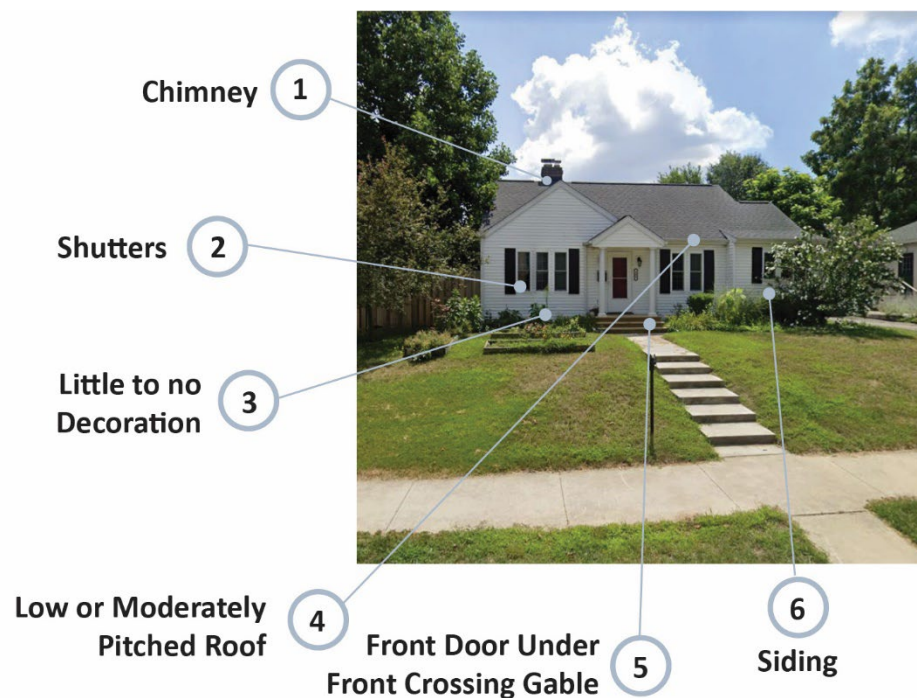 Chimney 1
Shutters 2
Little to no
Decoration
3
Low or Moderately
Pitched Roof
4
Front Door Under
Front Crossing Gable
5
6
Siding